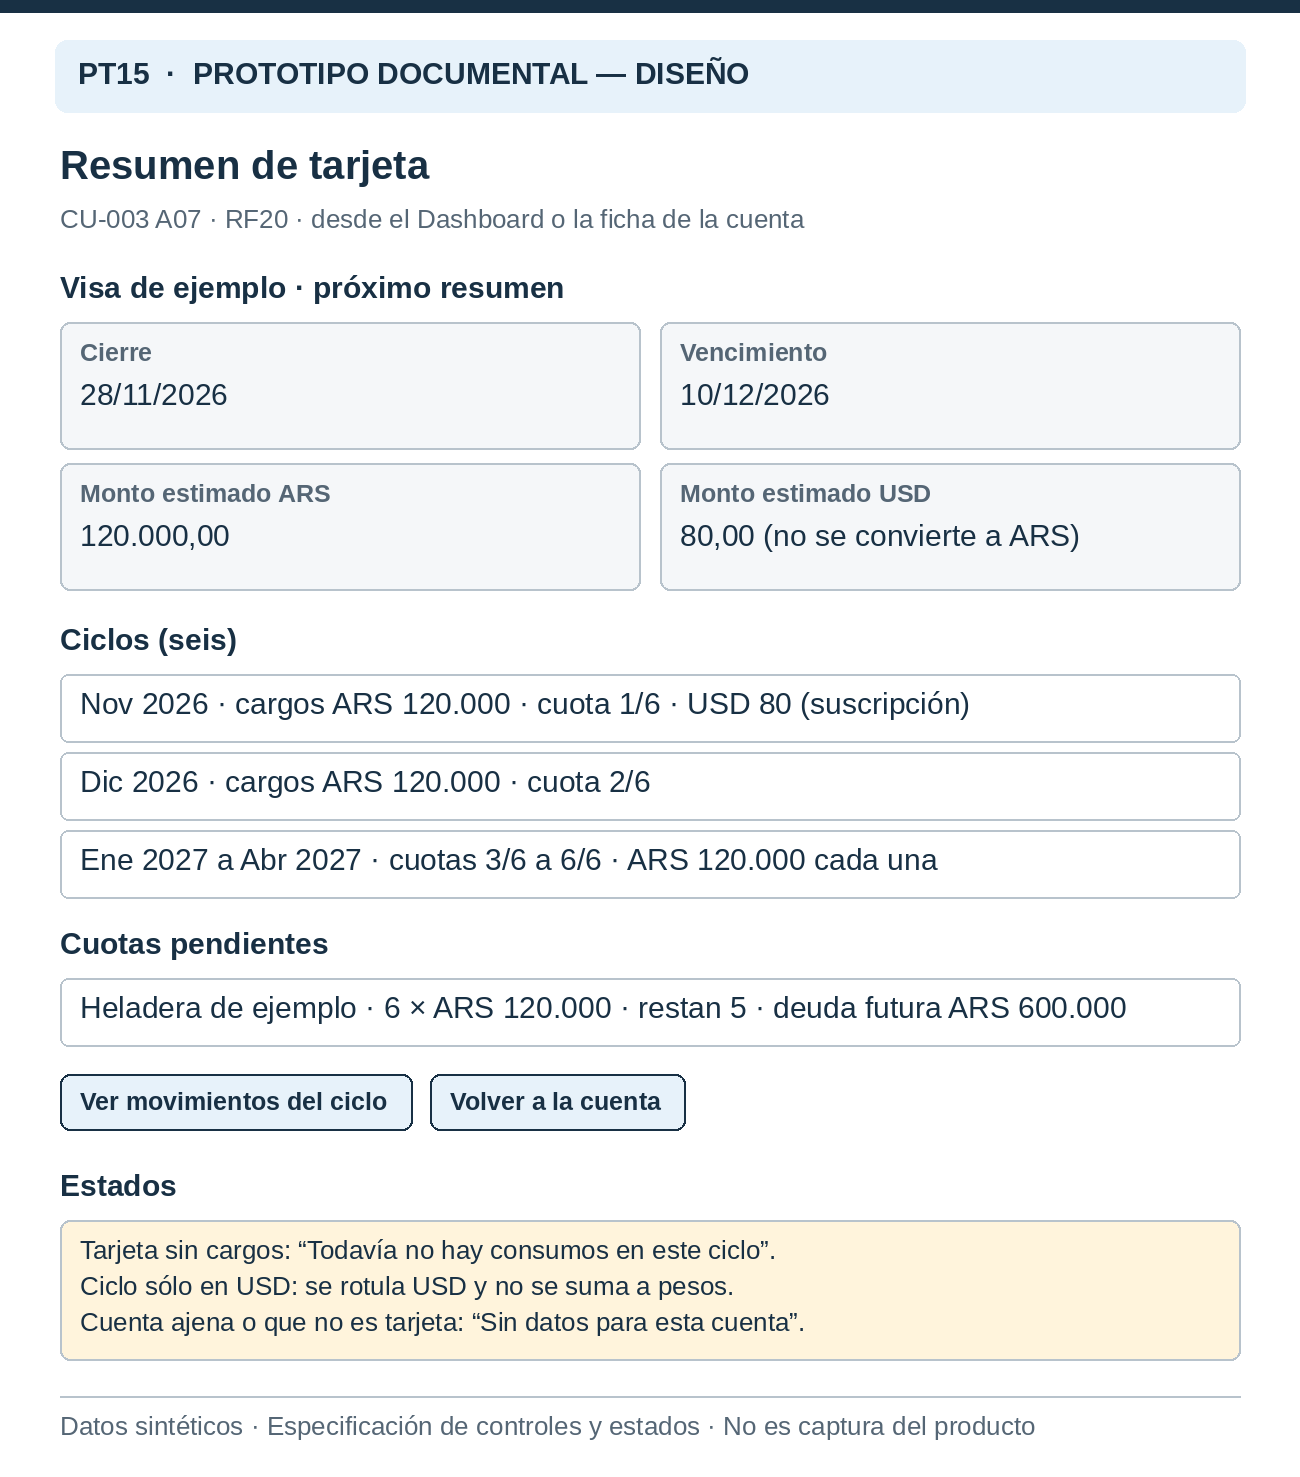 PT15 · PROTOTIPO DOCUMENTAL — DISEÑO
Resumen de tarjeta
CU-003 A07 · RF20 · desde el Dashboard o la ficha de la cuenta
Visa de ejemplo · próximo resumen
Cierre
28/11/2026
Vencimiento
10/12/2026
Monto estimado ARS
120.000,00
Monto estimado USD
80,00 (no se convierte a ARS)
Ciclos (seis)
Nov 2026 · cargos ARS 120.000 · cuota 1/6 · USD 80 (suscripción)
Dic 2026 · cargos ARS 120.000 · cuota 2/6
Ene 2027 a Abr 2027 · cuotas 3/6 a 6/6 · ARS 120.000 cada una
Cuotas pendientes
Heladera de ejemplo · 6 × ARS 120.000 · restan 5 · deuda futura ARS 600.000
Ver movimientos del ciclo
Volver a la cuenta
Estados
Tarjeta sin cargos: “Todavía no hay consumos en este ciclo”.
Ciclo sólo en USD: se rotula USD y no se suma a pesos.
Cuenta ajena o que no es tarjeta: “Sin datos para esta cuenta”.
Datos sintéticos · Especificación de controles y estados · No es captura del producto